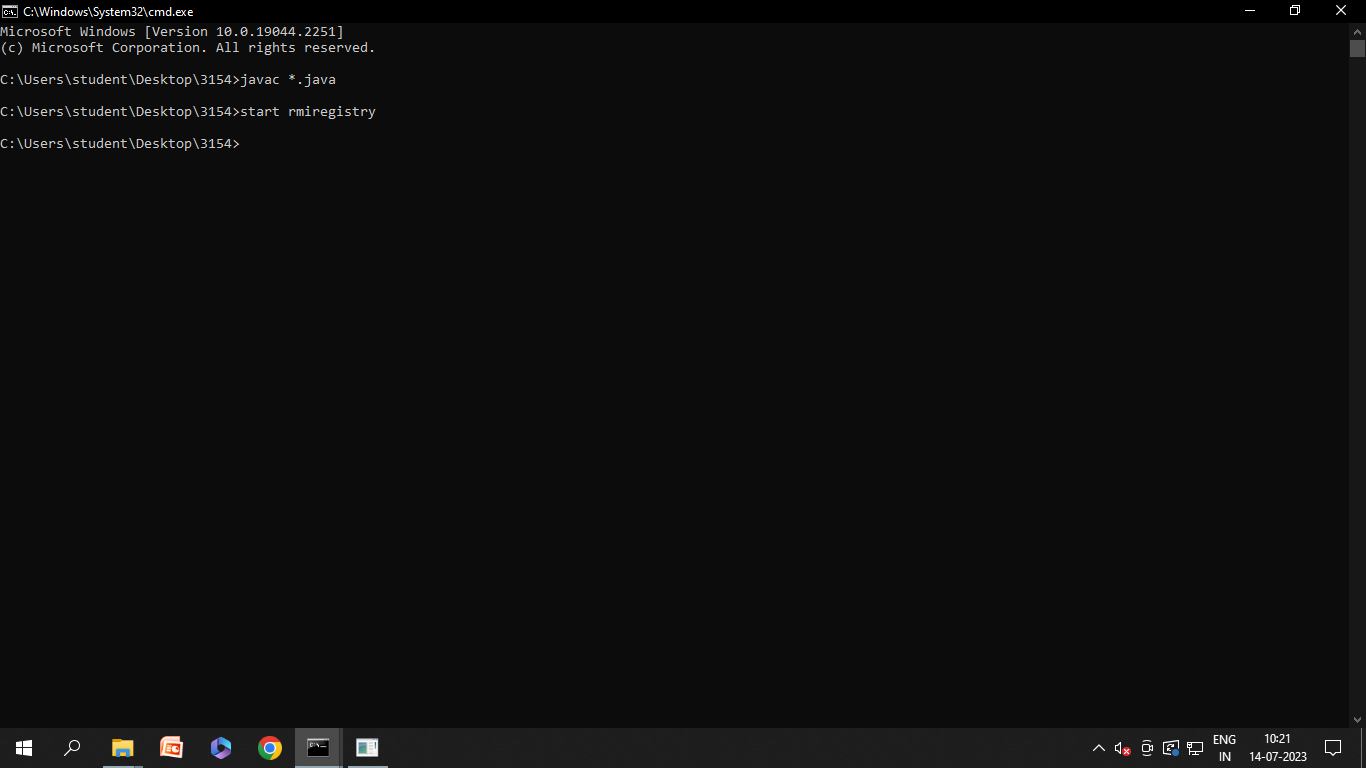 C:\Windows\System32\cmd.exe
Microsoft Windows [Version 10.0.19044.2251]
(c) Microsoft Corporation. All rights reserved.
C:\Users\student\Desktop\3154>javac *.java
C:\Users\student\Desktop\3154>start rmiregistry
C:\Users\student\Desktop\3154>
ENG
IN
10:21
14-07-2023